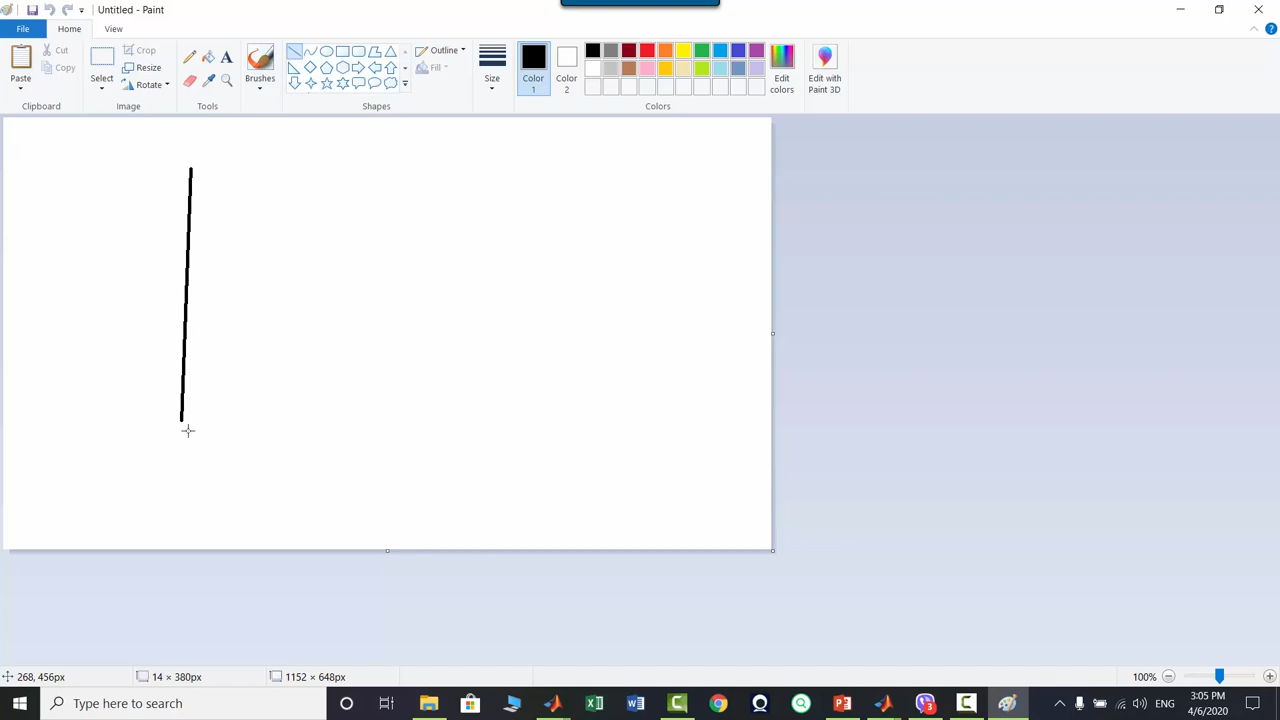 Untitled - Paint
File
Home
View
Paste
Cut
Copy
Clipboard
Select
Crop
Resize
Rotate
Image
Tools
Brushes
Outline
Fill
Shapes
Size
Color 1
Color 2
Edit colors
Colors
Edit with Paint 3D
268, 456px
14 × 380px
1152 × 648px
100%
Type here to search
3
ENG
3:05 PM
4/6/2020